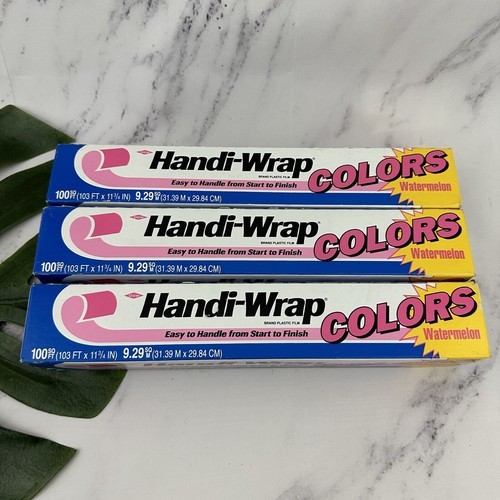 Handi-Wrap®
BRAND PLASTIC FILM
Easy to Handle from Start to Finish
COLORS
Watermelon
100 SQ FT (103 FT x 11¾ IN) 9.29 SQ M (31.39 M x 29.84 CM)
Handi-Wrap®
BRAND PLASTIC FILM
Easy to Handle from Start to Finish
COLORS
Watermelon
100 SQ FT (103 FT x 11¾ IN) 9.29 SQ M (31.39 M x 29.84 CM)
Handi-Wrap®
BRAND PLASTIC FILM
Easy to Handle from Start to Finish
COLORS
Watermelon
100 SQ FT (103 FT x 11¾ IN) 9.29 SQ M (31.39 M x 29.84 CM)